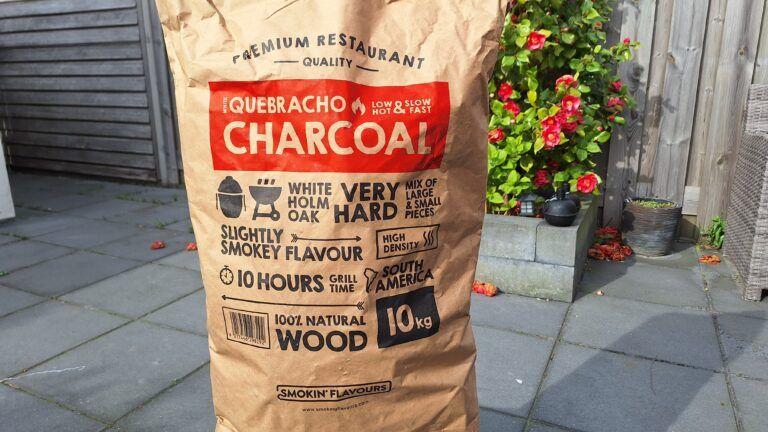 PREMIUM RESTAURANT
QUALITY
WHITE QUEBRACHO LOW & SLOW
HOT & FAST
CHARCOAL
WHITE
HOLM
OAK
VERY
HARD
MIX OF
LARGE
& SMALL
PIECES
SLIGHTLY
SMOKEY FLAVOUR
HIGH
DENSITY
10 HOURS GRILL
TIME
SOUTH
AMERICA
100% NATURAL
WOOD
10kg
SMOKIN' FLAVOURS